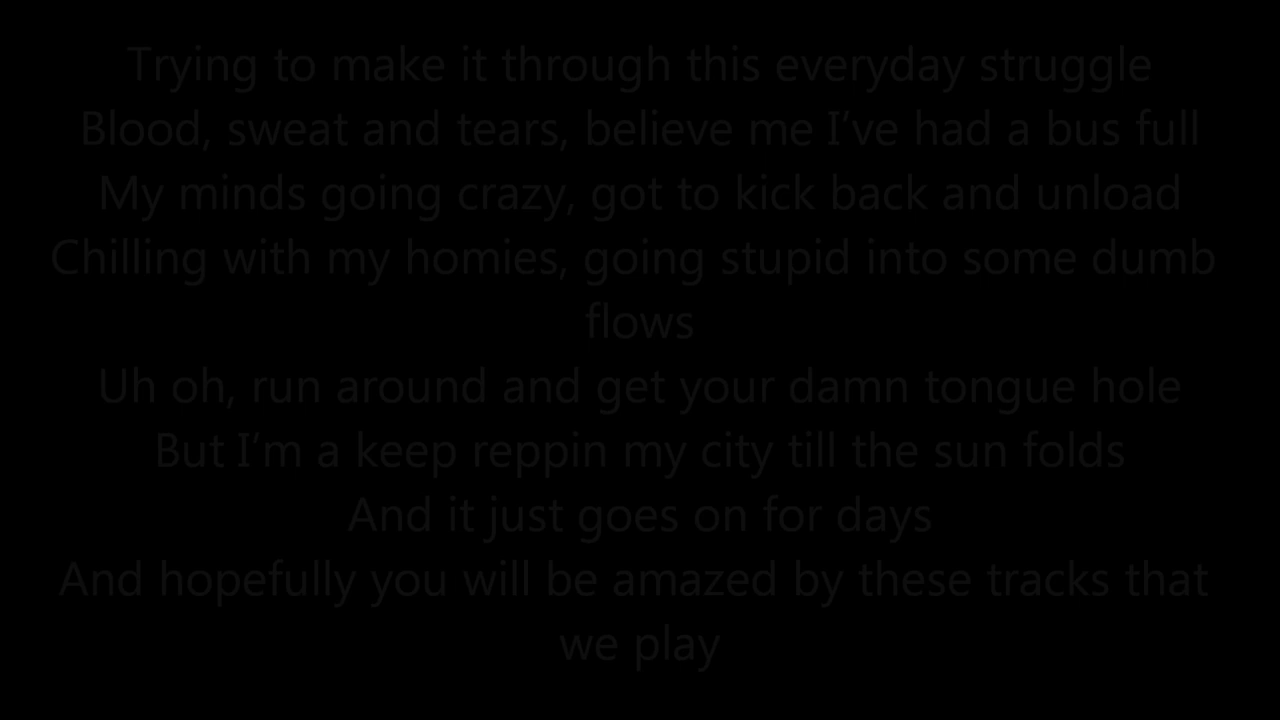 Trying to make it through this everyday struggle
Blood, sweat and tears, believe me I’ve had a bus full
My minds going crazy, got to kick back and unload
Chilling with my homies, going stupid into some dumb
flows
Uh oh, run around and get your damn tongue hole
But I’m a keep reppin my city till the sun folds
And it just goes on for days
And hopefully you will be amazed by these tracks that
we play